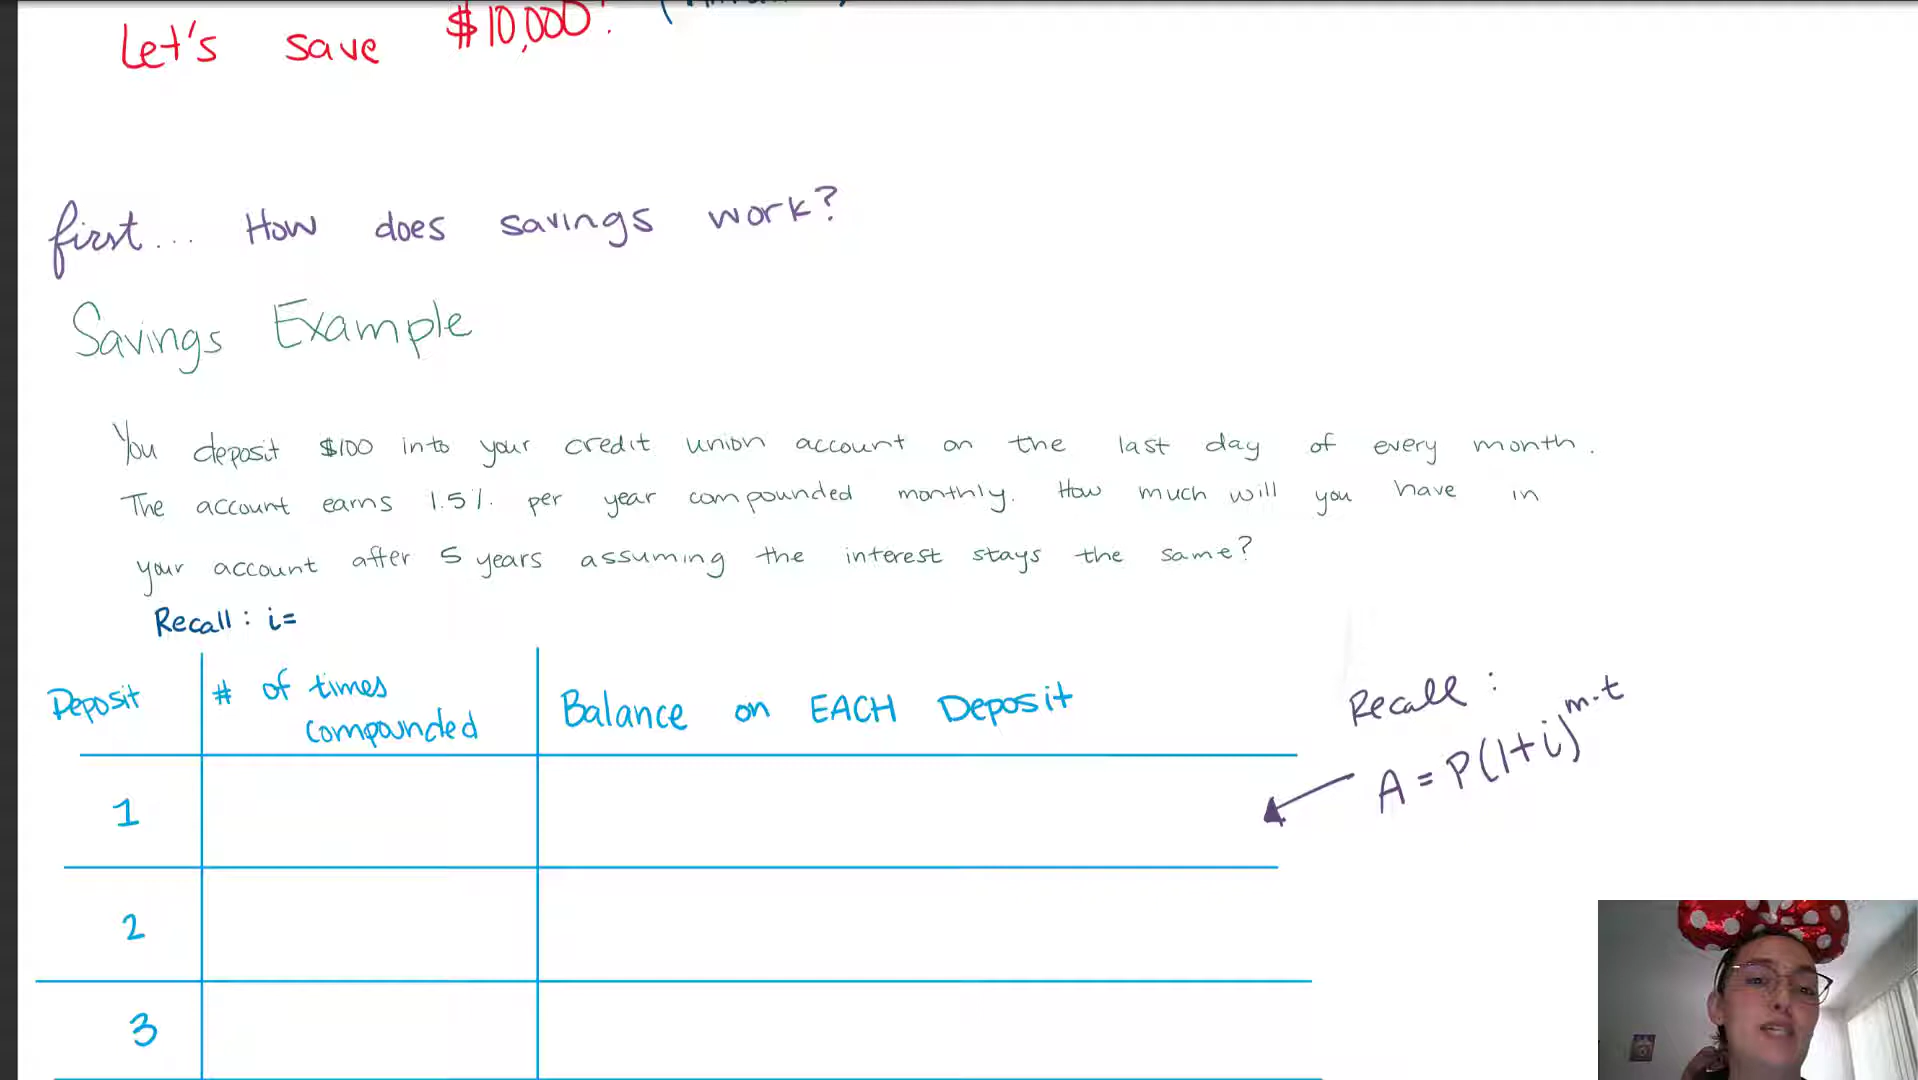 Let's save $10,000!
first... How does savings work?
Savings Example
You deposit $100 into your credit union account on the last day of every month.
The account earns 1.5%. per year compounded monthly. How much will you have in
your account after 5 years assuming the interest stays the same?
Recall: i=
Deposit
# of times
compounded
Balance on EACH Deposit
Recall:
A = P(1+i)^m·t
1
2
3